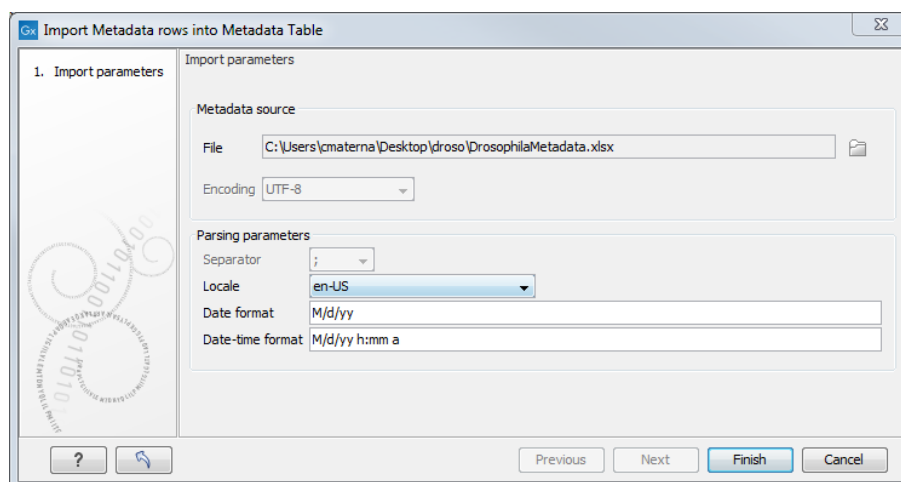 Gx Import Metadata rows into Metadata Table
1. Import parameters
Import parameters
Metadata source
File C:\Users\cmaterna\Desktop\droso\DrosophilaMetadata.xlsx
Encoding UTF-8
Parsing parameters
Separator ;
Locale en-US
Date format M/d/yy
Date-time format M/d/yy h:mm a
? Previous Next Finish Cancel